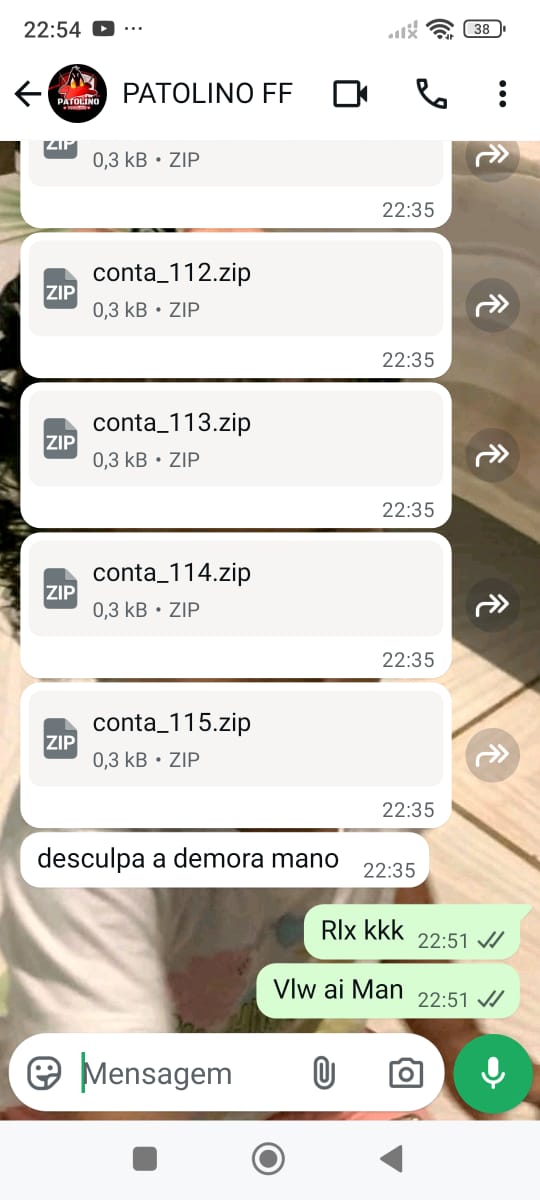 22:54
38
PATOLINO
PATOLINO FF
ZIP
0,3 kB • ZIP
22:35
ZIP
conta_112.zip
0,3 kB • ZIP
22:35
ZIP
conta_113.zip
0,3 kB • ZIP
22:35
ZIP
conta_114.zip
0,3 kB • ZIP
22:35
ZIP
conta_115.zip
0,3 kB • ZIP
22:35
desculpa a demora mano 22:35
Rlx kkk 22:51
Vlw ai Man 22:51
Mensagem